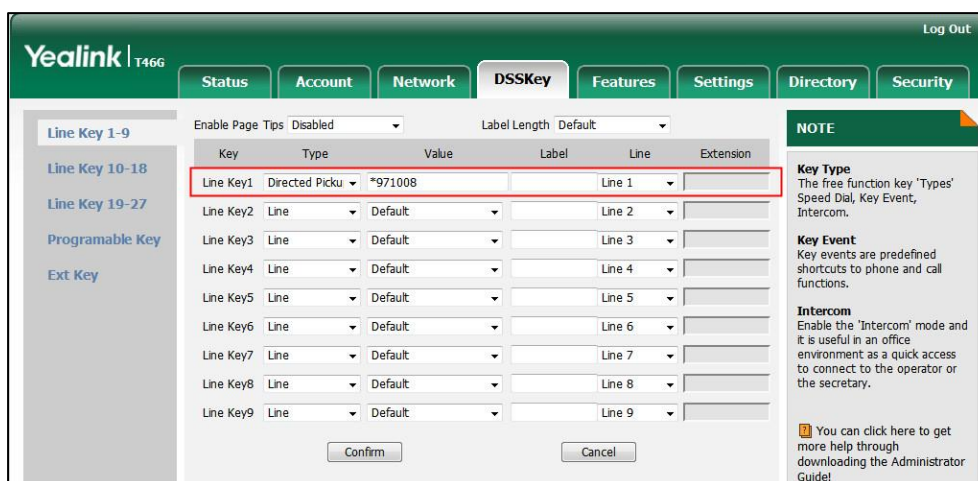 Log Out
Yealink T46G
Status Account Network DSSKey Features Settings Directory Security
Line Key 1-9
Line Key 10-18
Line Key 19-27
Programable Key
Ext Key
Enable Page Tips Disabled Label Length Default
Key Type Value Label Line Extension
Line Key1 Directed Picku *971008 Line 1
Line Key2 Line Default Line 2
Line Key3 Line Default Line 3
Line Key4 Line Default Line 4
Line Key5 Line Default Line 5
Line Key6 Line Default Line 6
Line Key7 Line Default Line 7
Line Key8 Line Default Line 8
Line Key9 Line Default Line 9
Confirm Cancel
NOTE
Key Type
The free function key 'Types'
Speed Dial, Key Event,
Intercom.
Key Event
Key events are predefined
shortcuts to phone and call
functions.
Intercom
Enable the 'Intercom' mode and
it is useful in an office
environment as a quick access
to connect to the operator or
the secretary.
You can click here to get
more help through
downloading the Administrator
Guide!